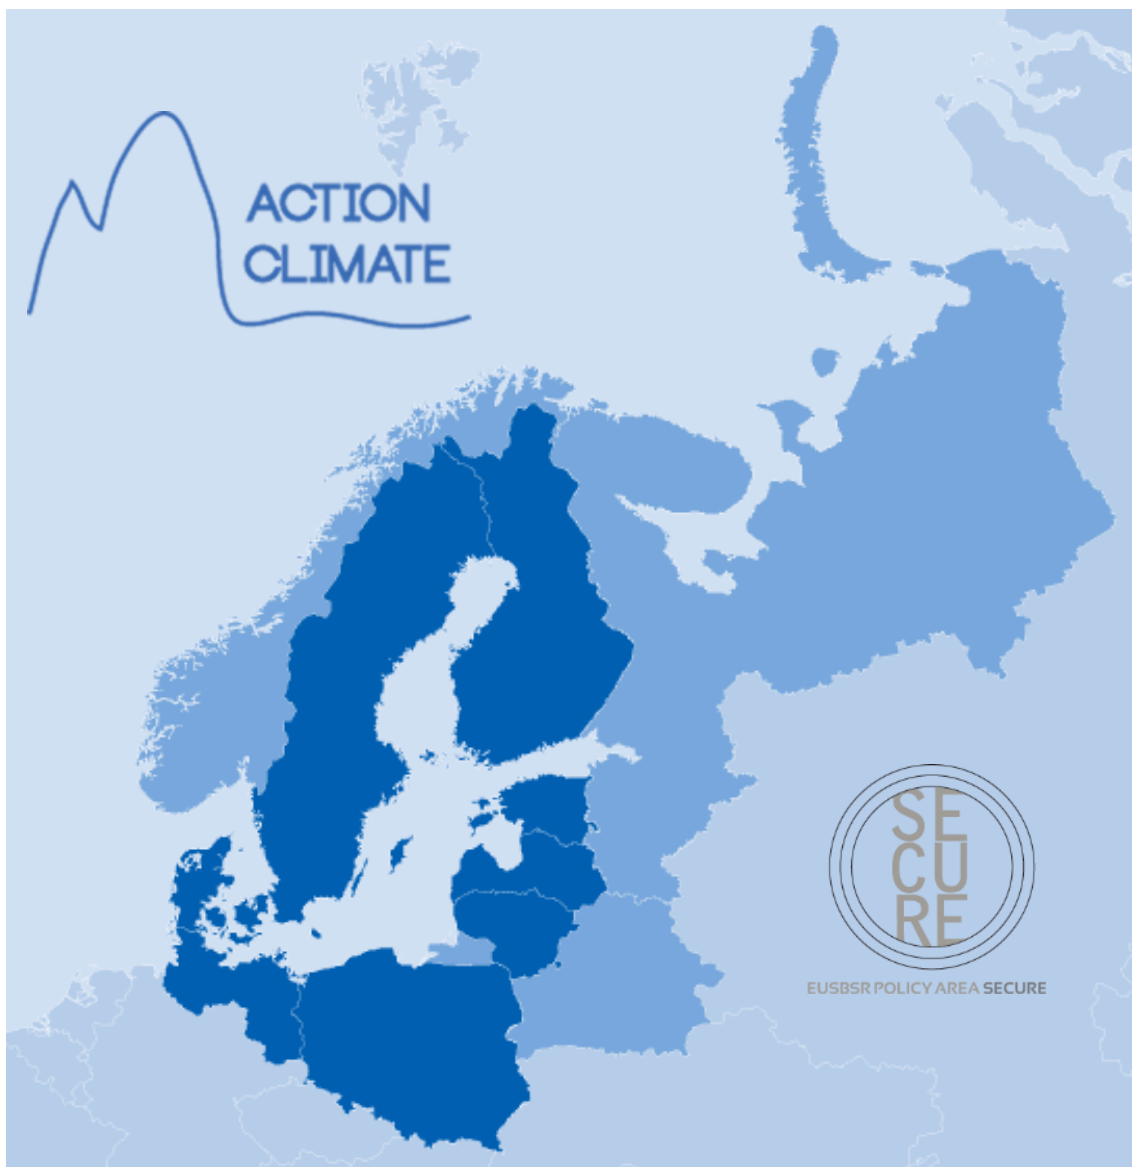 ACTION
CLIMATE
SE
CU
RE
EUSBSR POLICY AREA SECURE